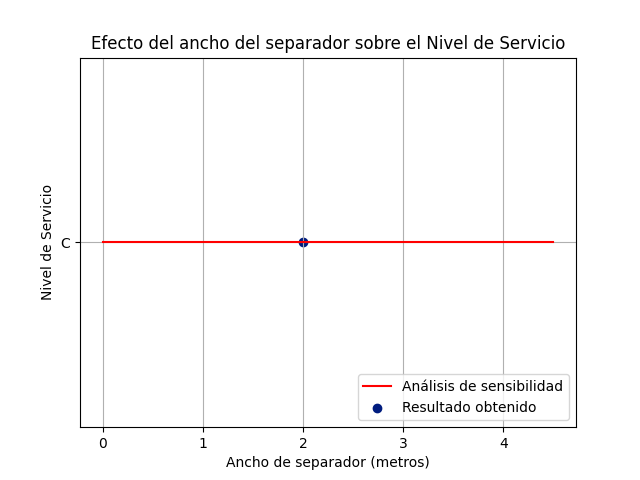 Efecto del ancho del separador sobre el Nivel de Servicio
Nivel de Servicio
C
Análisis de sensibilidad
Resultado obtenido
0 1 2 3 4
Ancho de separador (metros)